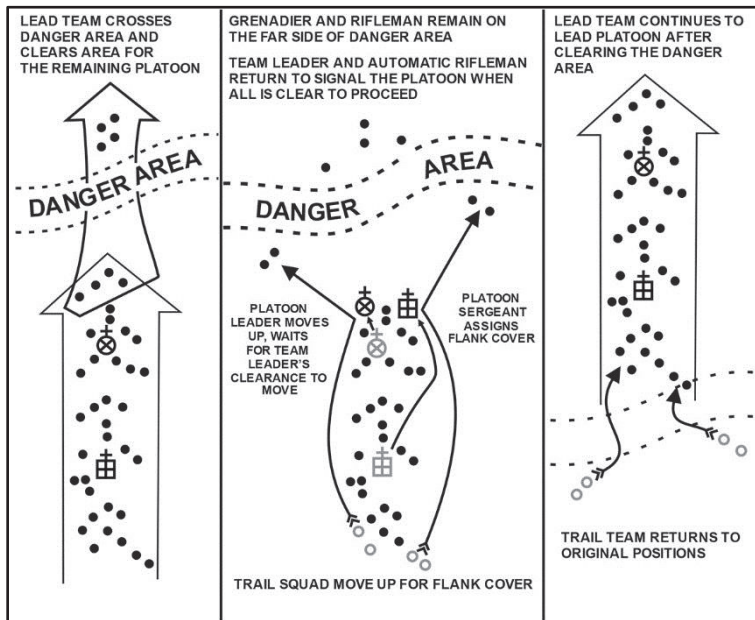 LEAD TEAM CROSSES
DANGER AREA AND
CLEARS AREA FOR
THE REMAINING PLATOON
DANGER AREA
GRENADIER AND RIFLEMAN REMAIN ON
THE FAR SIDE OF DANGER AREA
TEAM LEADER AND AUTOMATIC RIFLEMAN
RETURN TO SIGNAL THE PLATOON WHEN
ALL IS CLEAR TO PROCEED
DANGER AREA
PLATOON
LEADER MOVES
UP, WAITS
FOR TEAM
LEADER'S
CLEARANCE TO
MOVE
PLATOON
SERGEANT
ASSIGNS
FLANK COVER
TRAIL SQUAD MOVE UP FOR FLANK COVER
LEAD TEAM CONTINUES TO
LEAD PLATOON AFTER
CLEARING THE DANGER
AREA
TRAIL TEAM RETURNS TO
ORIGINAL POSITIONS